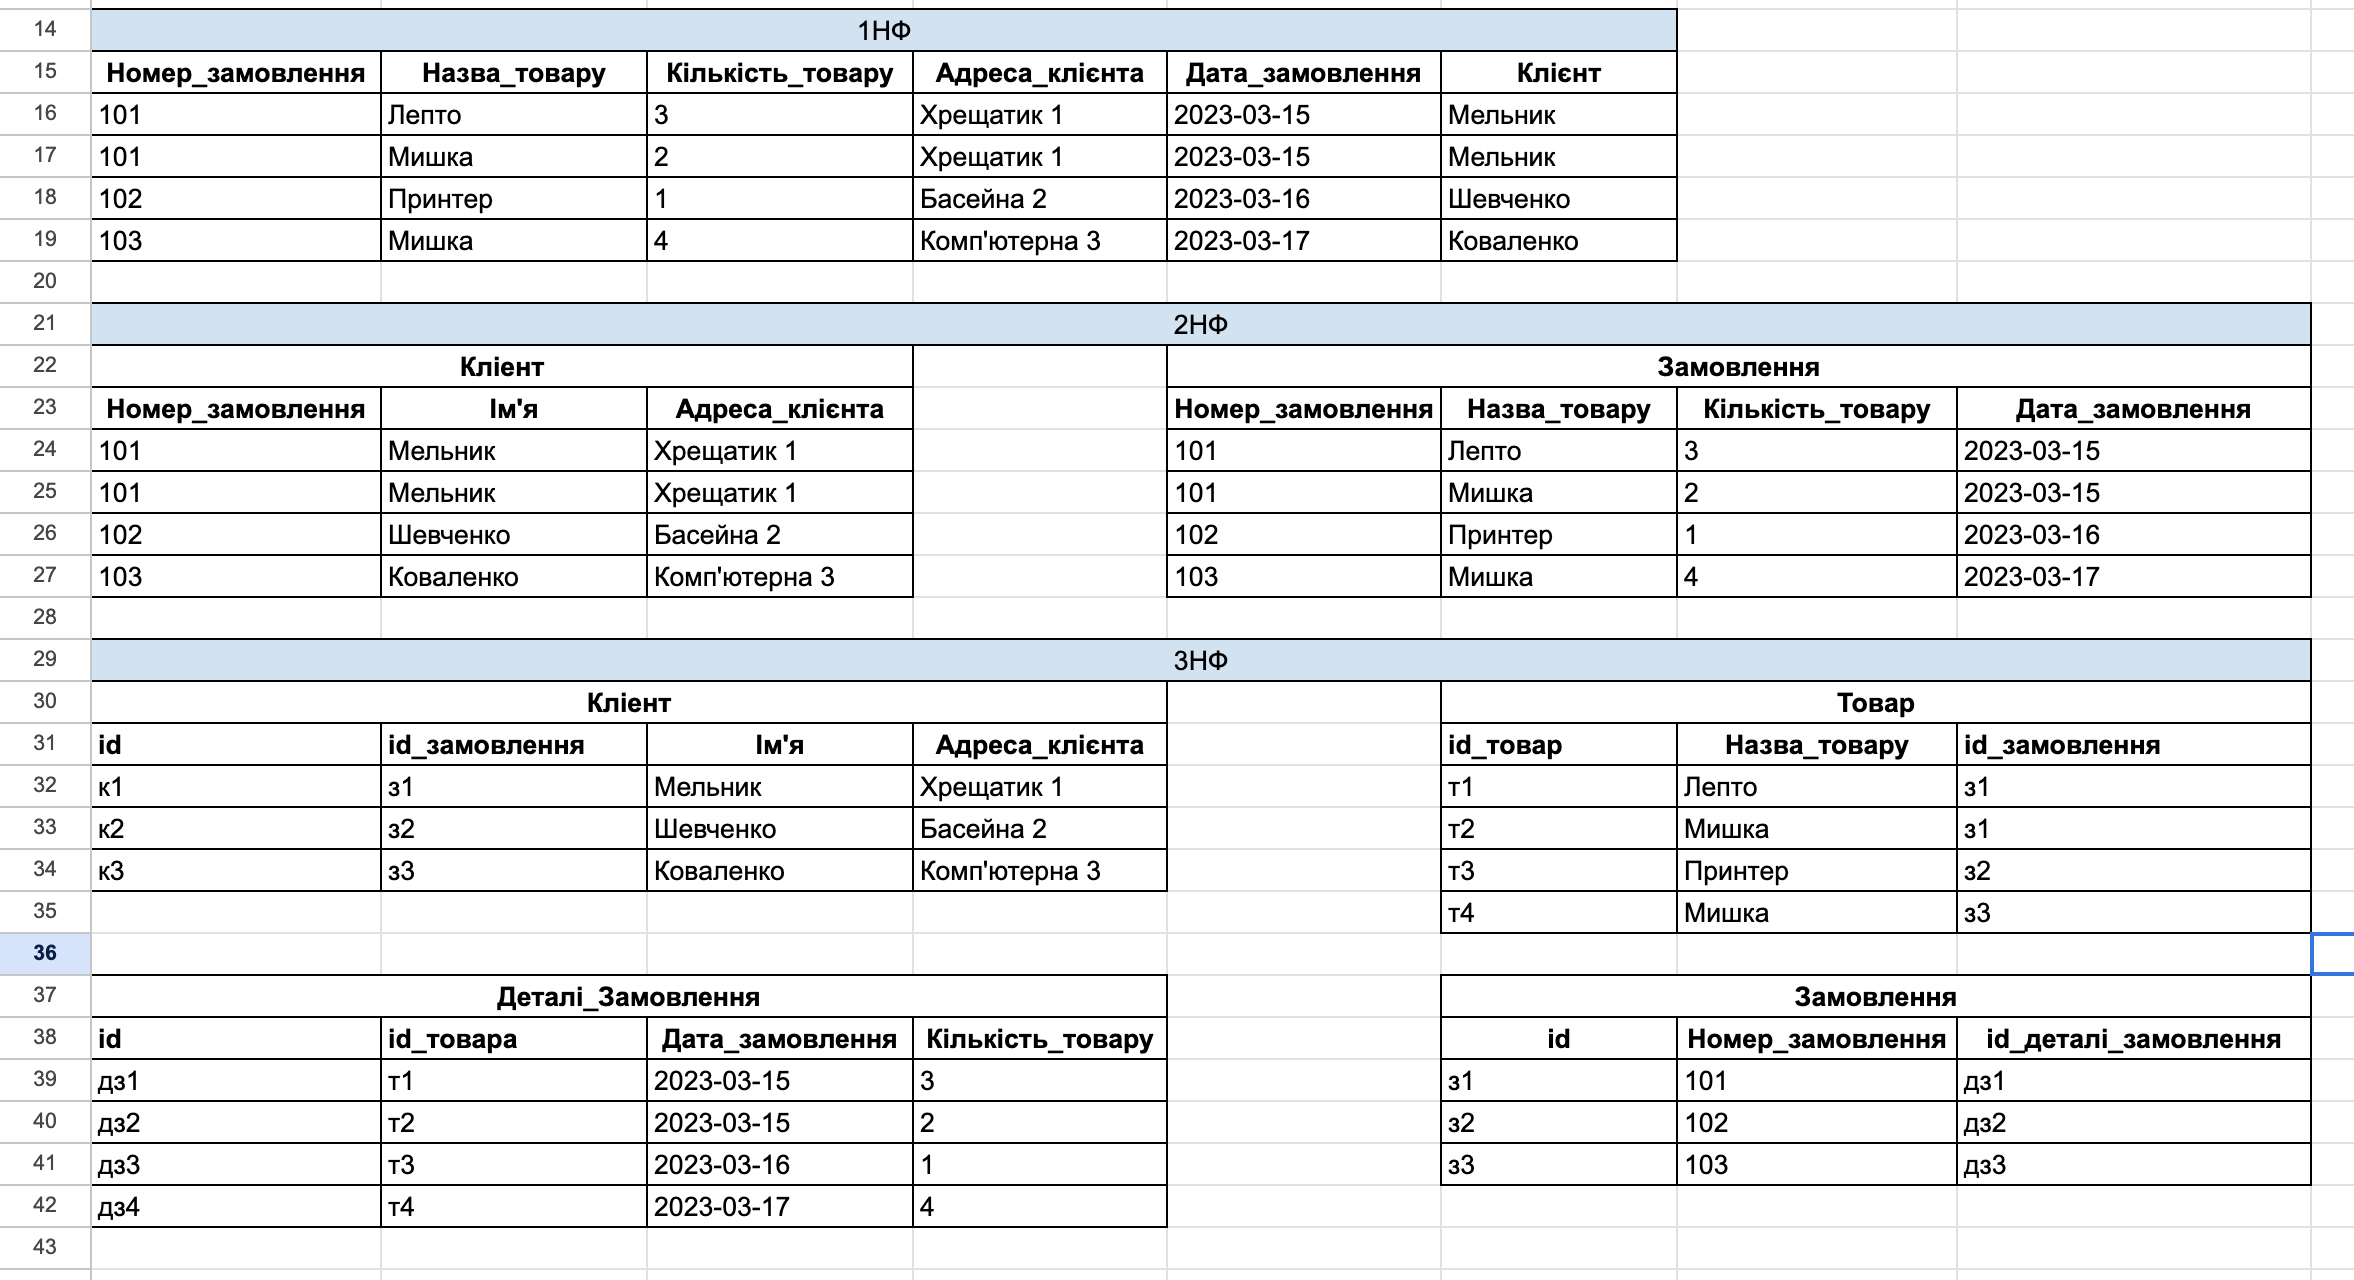 14 1НФ
15 Номер_замовлення Назва_товару Кількість_товару Адреса_клієнта Дата_замовлення Клієнт
16 101 Лепто 3 Хрещатик 1 2023-03-15 Мельник
17 101 Мишка 2 Хрещатик 1 2023-03-15 Мельник
18 102 Принтер 1 Басейна 2 2023-03-16 Шевченко
19 103 Мишка 4 Комп'ютерна 3 2023-03-17 Коваленко
20
21 2НФ
22 Клієнт Замовлення
23 Номер_замовлення Ім'я Адреса_клієнта Номер_замовлення Назва_товару Кількість_товару Дата_замовлення
24 101 Мельник Хрещатик 1 101 Лепто 3 2023-03-15
25 101 Мельник Хрещатик 1 101 Мишка 2 2023-03-15
26 102 Шевченко Басейна 2 102 Принтер 1 2023-03-16
27 103 Коваленко Комп'ютерна 3 103 Мишка 4 2023-03-17
28
29 3НФ
30 Клієнт Товар
31 id id_замовлення Ім'я Адреса_клієнта id_товар Назва_товару id_замовлення
32 к1 з1 Мельник Хрещатик 1 т1 Лепто з1
33 к2 з2 Шевченко Басейна 2 т2 Мишка з1
34 к3 з3 Коваленко Комп'ютерна 3 т3 Принтер з2
35 т4 Мишка з3
36
37 Деталі_Замовлення Замовлення
38 id id_товара Дата_замовлення Кількість_товару id Номер_замовлення id_деталі_замовлення
39 дз1 т1 2023-03-15 3 з1 101 дз1
40 дз2 т2 2023-03-15 2 з2 102 дз2
41 дз3 т3 2023-03-16 1 з3 103 дз3
42 дз4 т4 2023-03-17 4
43